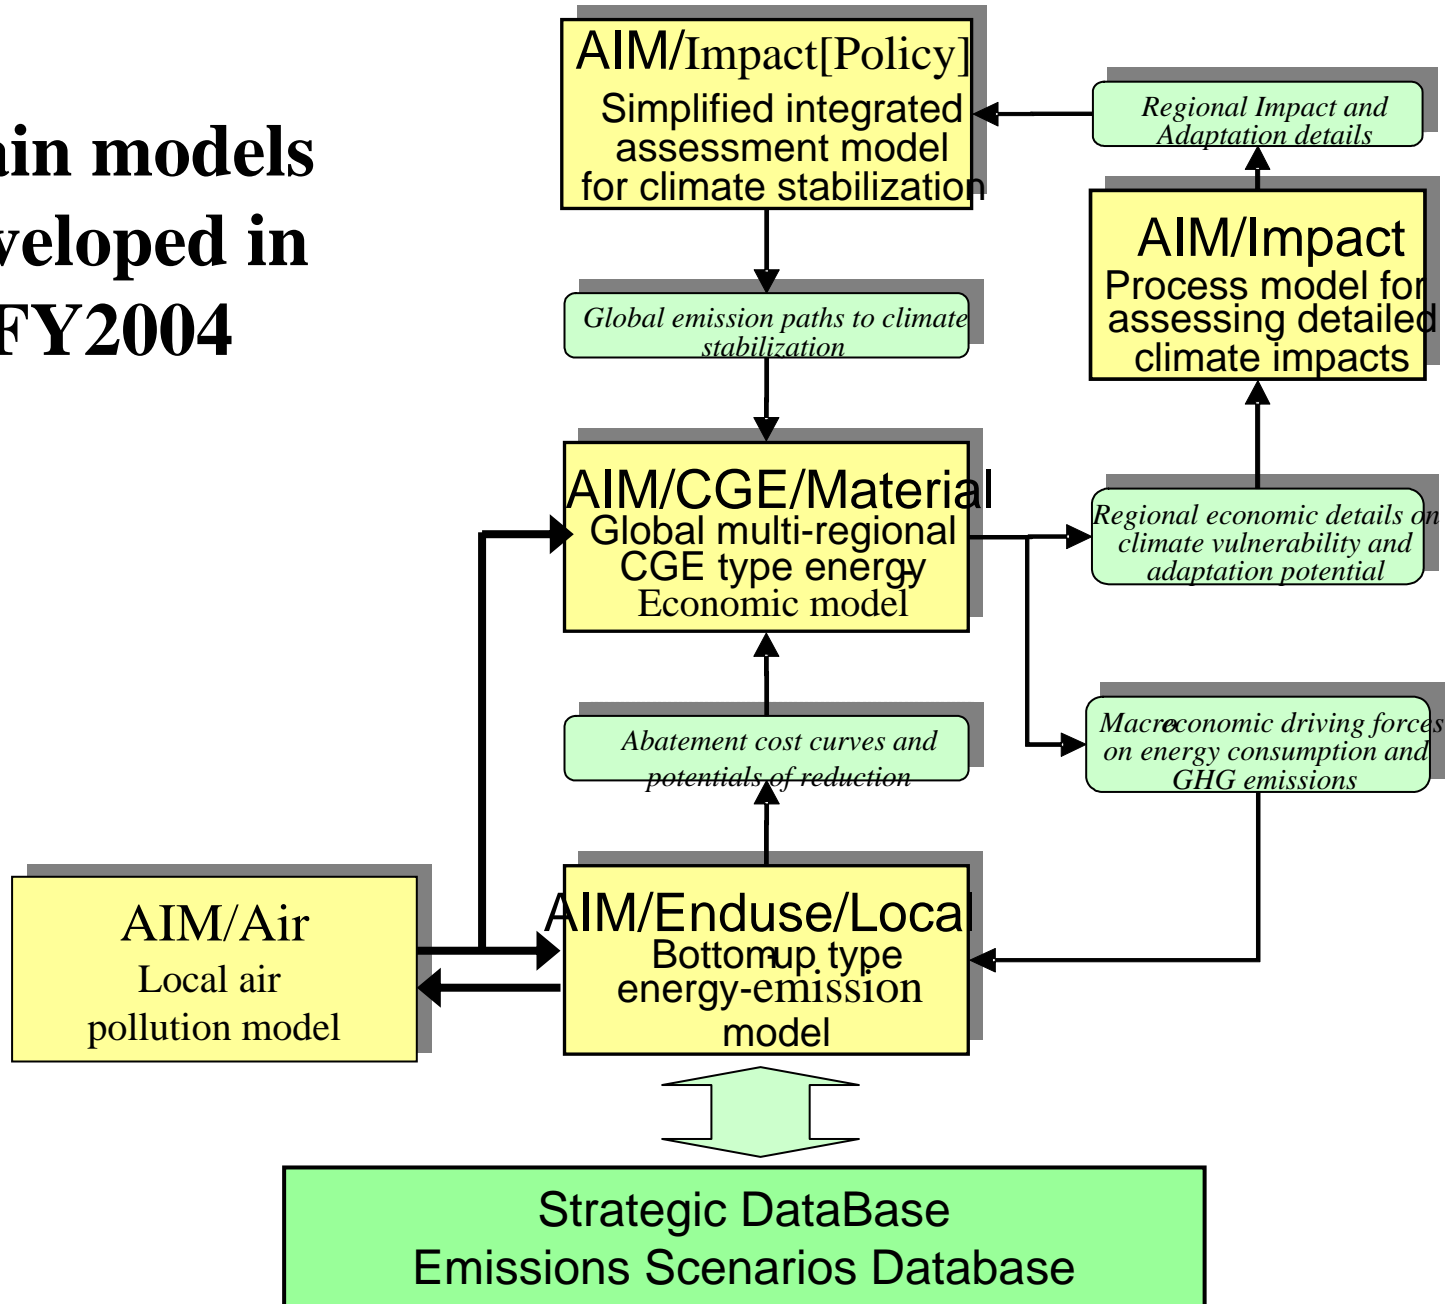 ain models
veloped in
FY2004
AIM/Impact[Policy]
Simplified integrated
assessment model
for climate stabilization
Regional Impact and
Adaptation details
AIM/Impact
Process model for
assessing detailed
climate impacts
Global emission paths to climate
stabilization
AIM/CGE/Material
Global multi-regional
CGE type energy-
Economic model
Regional economic details on
climate vulnerability and
adaptation potential
Abatement cost curves and
potentials of reduction
Macroeconomic driving forces
on energy consumption and
GHG emissions
AIM/Air
Local air
pollution model
AIM/Enduse/Local
Bottom-up type
energy-emission
model
Strategic DataBase
Emissions Scenarios Database